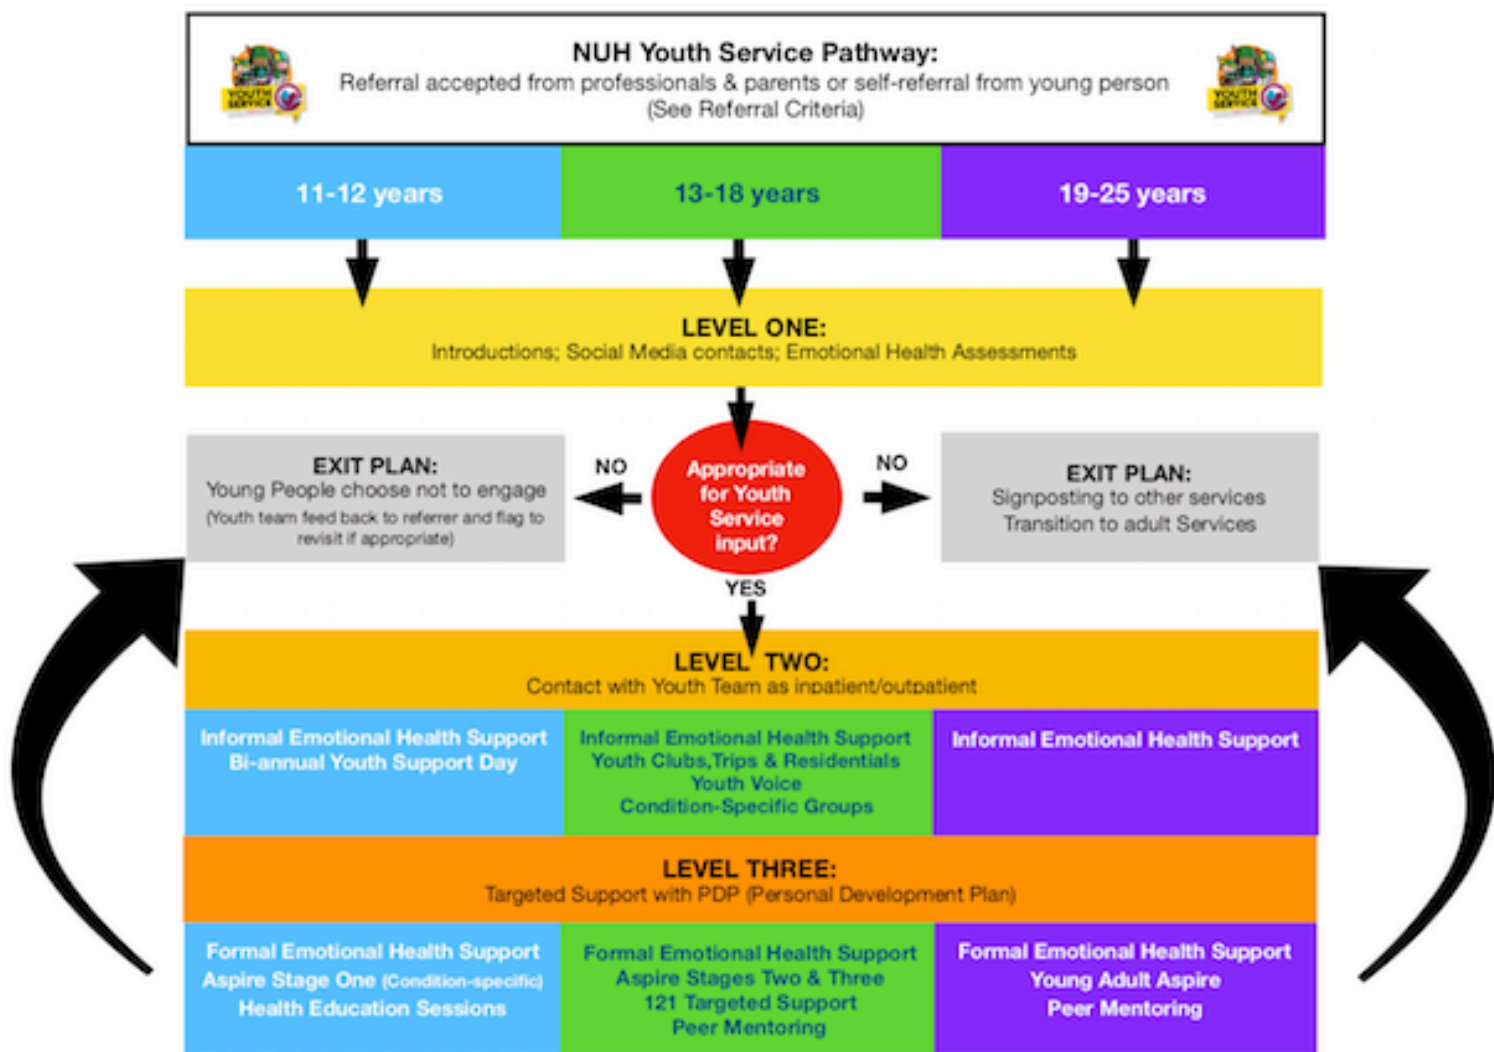 NUH Youth Service Pathway:
Referral accepted from professionals & parents or self-referral from young person
(See Referral Criteria)
YOUTH
SERVICE
YOUTH
SERVICE
11-12 years
13-18 years
19-25 years
LEVEL ONE:
Introductions; Social Media contacts; Emotional Health Assessments
EXIT PLAN:
Young People choose not to engage
(Youth team feed back to referrer and flag to
revisit if appropriate)
NO
Appropriate
for Youth
Service
input?
NO
EXIT PLAN:
Signposting to other services
Transition to adult Services
YES
LEVEL TWO:
Contact with Youth Team as inpatient/outpatient
Informal Emotional Health Support
Bi-annual Youth Support Day
Informal Emotional Health Support
Youth Clubs,Trips & Residentials
Youth Voice
Condition-Specific Groups
Informal Emotional Health Support
LEVEL THREE:
Targeted Support with PDP (Personal Development Plan)
Formal Emotional Health Support
Aspire Stage One (Condition-specific)
Health Education Sessions
Formal Emotional Health Support
Aspire Stages Two & Three
121 Targeted Support
Peer Mentoring
Formal Emotional Health Support
Young Adult Aspire
Peer Mentoring